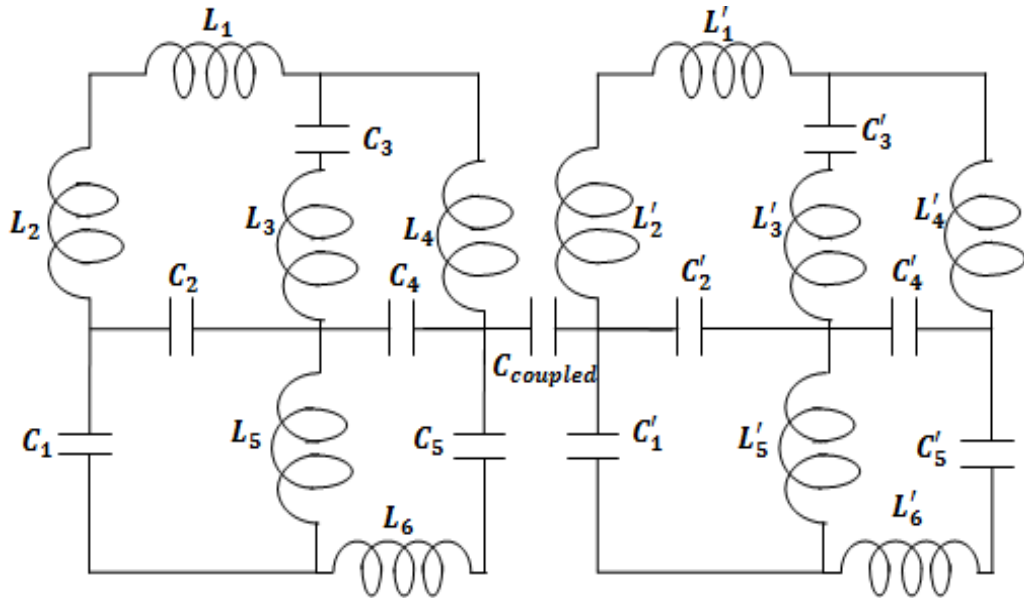 L₁ L′₁
C₃ C′₃
L₂ L₃ L₄ L′₂ L′₃ L′₄
C₂ C₄ C′₂ C′₄
C_coupled
C₁ L₅ C₅ C′₁ L′₅ C′₅
L₆ L′₆